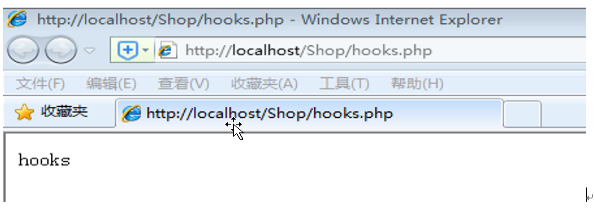 http://localhost/Shop/hooks.php - Windows Internet Explorer
http://localhost/Shop/hooks.php
文件(F) 编辑(E) 查看(V) 收藏夹(A) 工具(T) 帮助(H)
收藏夹 http://localhost/Shop/hooks.php
hooks